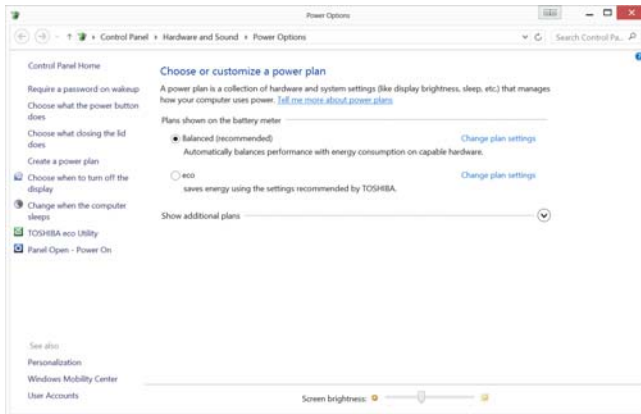 Power Options
Control Panel ▸ Hardware and Sound ▸ Power Options
Search Control Pa...
Control Panel Home
Require a password on wakeup
Choose what the power button
does
Choose what closing the lid
does
Create a power plan
Choose when to turn off the
display
Change when the computer
sleeps
TOSHIBA eco Utility
Panel Open - Power On
See also
Personalization
Windows Mobility Center
User Accounts
Choose or customize a power plan
A power plan is a collection of hardware and system settings (like display brightness, sleep, etc.) that manages
how your computer uses power. Tell me more about power plans
Plans shown on the battery meter
Balanced (recommended) Change plan settings
Automatically balances performance with energy consumption on capable hardware.
eco Change plan settings
saves energy using the settings recommended by TOSHIBA.
Show additional plans
Screen brightness: